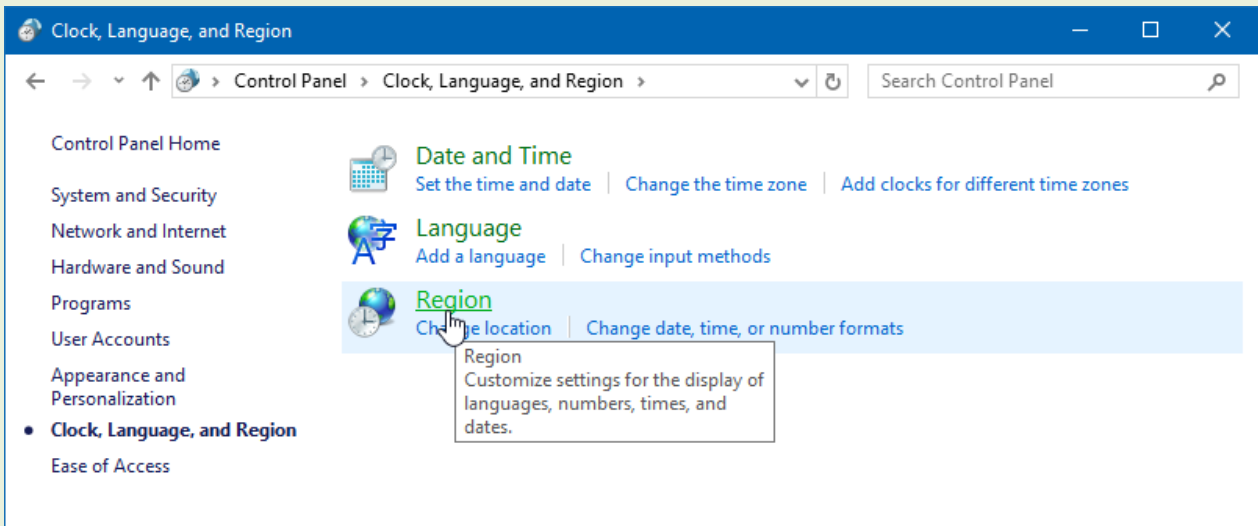 Clock, Language, and Region
Control Panel > Clock, Language, and Region >
Search Control Panel
Control Panel Home
System and Security
Network and Internet
Hardware and Sound
Programs
User Accounts
Appearance and
Personalization
• Clock, Language, and Region
Ease of Access
Date and Time
Set the time and date | Change the time zone | Add clocks for different time zones
Language
Add a language | Change input methods
字
A
Region
Change location | Change date, time, or number formats
Region
Customize settings for the display of
languages, numbers, times, and
dates.